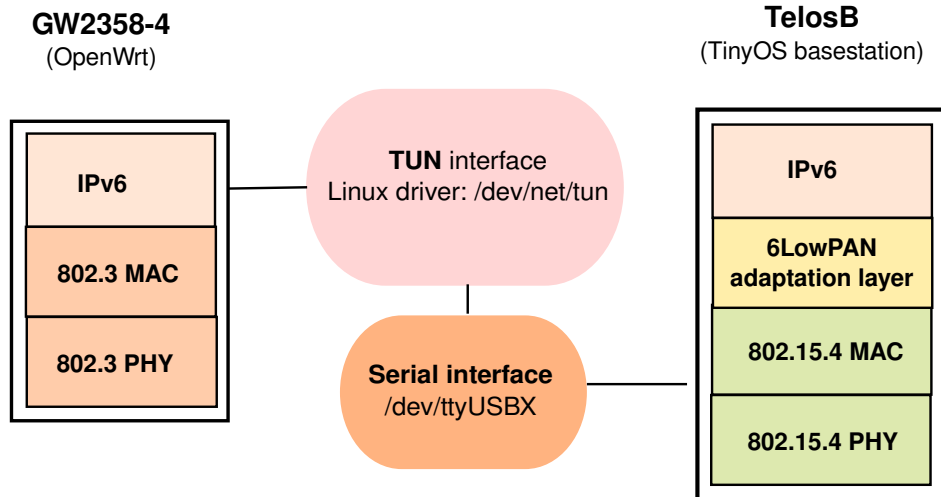 GW2358-4
(OpenWrt)
IPv6
802.3 MAC
802.3 PHY
TUN interface
Linux driver: /dev/net/tun
Serial interface
/dev/ttyUSBX
TelosB
(TinyOS basestation)
IPv6
6LowPAN
adaptation layer
802.15.4 MAC
802.15.4 PHY